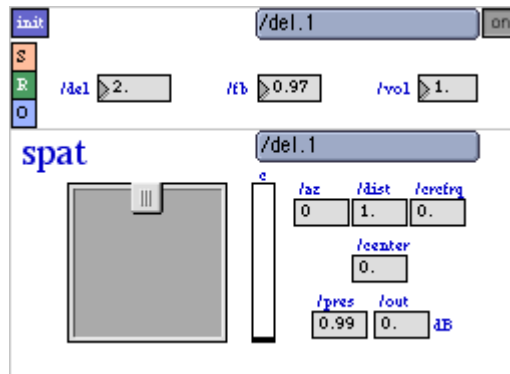 init /del.1 on
S
R /del 2. /fb 0.97 /vol 1.
O
spat /del.1
c
/az /dist /crcfrq
0 1. 0.
/center
0.
/pres /out
0.99 0. dB